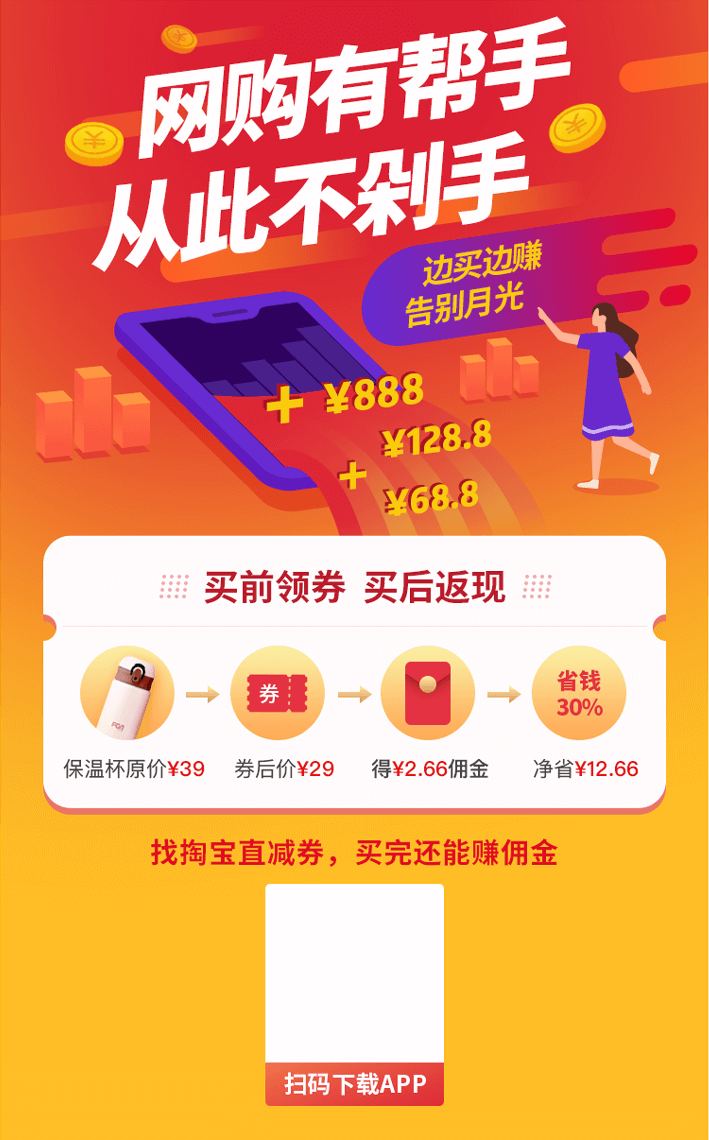 网购有帮手
从此不剁手
边买边赚
告别月光
+ ¥888
¥128.8
+
¥68.8
买前领券 买后返现
券
省钱
30%
保温杯原价¥39
券后价¥29
得¥2.66佣金
净省¥12.66
找淘宝直减券，买完还能赚佣金
扫码下载APP